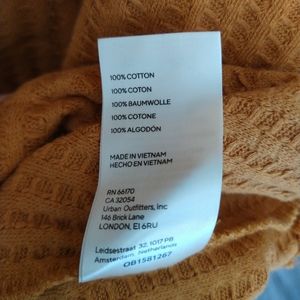 100% COTTON
100% COTON
100% BAUMWOLLE
100% COTONE
100% ALGODÓN
MADE IN VIETNAM
HECHO EN VIETNAM
RN 66170
CA 32054
Urban Outfitters, Inc
146 Brick Lane
LONDON, E1 6RU
Leidsestraat 32, 1017 PB
Amsterdam, Netherlands
OB1581267